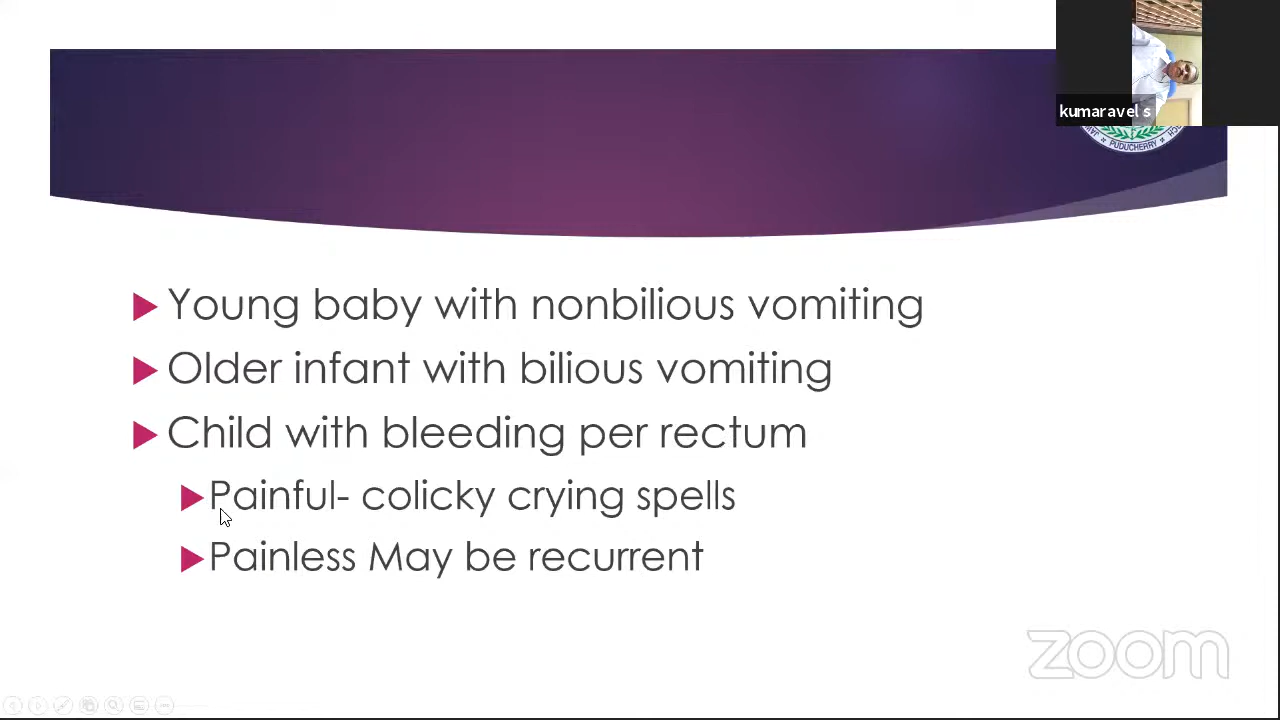 kumaravel s
PUDUCHERRY
Young baby with nonbilious vomiting
Older infant with bilious vomiting
Child with bleeding per rectum
Painful- colicky crying spells
Painless May be recurrent
zoom